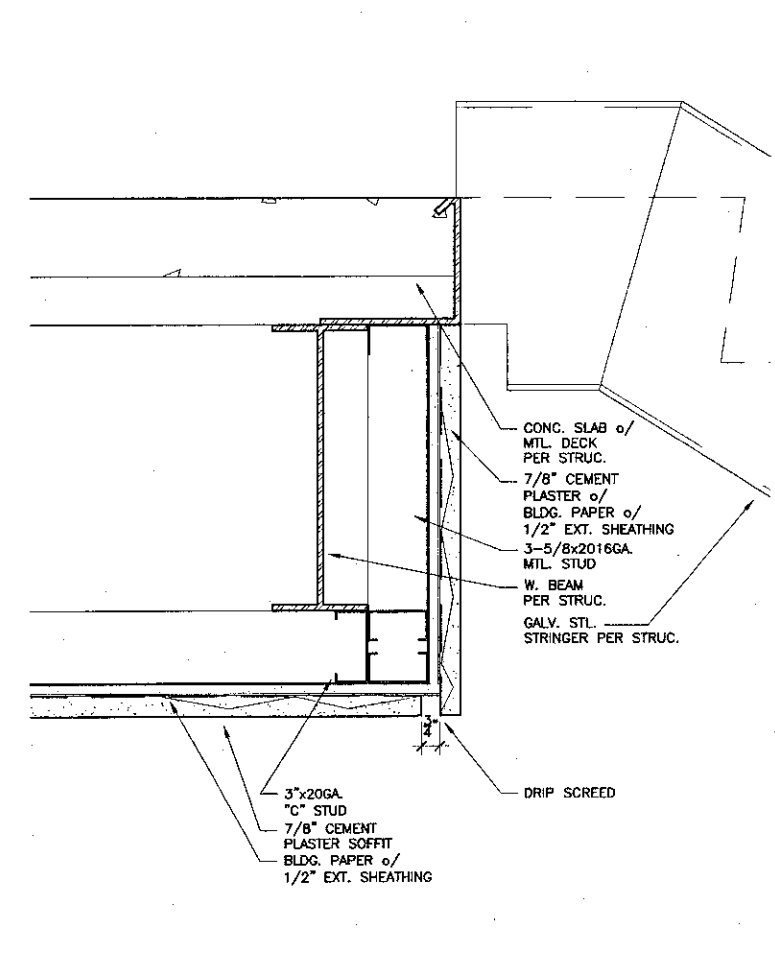 CONC. SLAB o/
MTL. DECK
PER STRUC.
7/8" CEMENT
PLASTER o/
BLDG. PAPER o/
1/2" EXT. SHEATHING
3-5/8x2016GA.
MTL. STUD
W. BEAM
PER STRUC.
GALV. STL.
STRINGER PER STRUC.
3"
4
DRIP SCREED
3"x20GA.
"C" STUD
7/8" CEMENT
PLASTER SOFFIT
BLDG. PAPER o/
1/2" EXT. SHEATHING